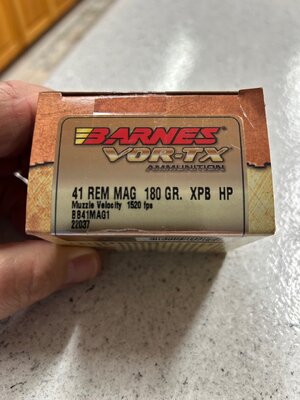 BARNES
VOR-TX
AMMUNITION
41 REM MAG 180 GR. XPB HP
Muzzle Velocity 1520 fps
BB41MAG1
22037